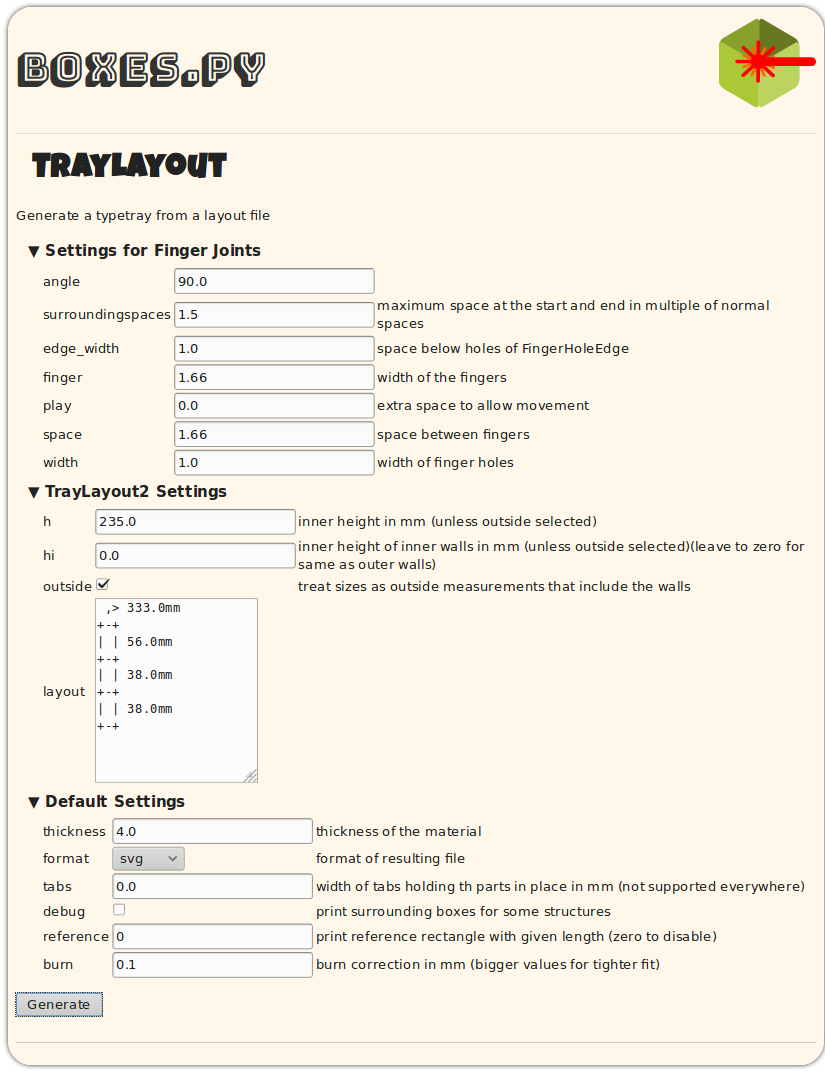 BOXES.PY
TRAYLAYOUT
Generate a typetray from a layout file
▼ Settings for Finger Joints
angle 90.0
surroundingspaces 1.5 maximum space at the start and end in multiple of normal
spaces
edge_width 1.0 space below holes of FingerHoleEdge
finger 1.66 width of the fingers
play 0.0 extra space to allow movement
space 1.66 space between fingers
width 1.0 width of finger holes
▼ TrayLayout2 Settings
h 235.0 inner height in mm (unless outside selected)
hi 0.0 inner height of inner walls in mm (unless outside selected)(leave to zero for
same as outer walls)
outside treat sizes as outside measurements that include the walls
layout
 ,> 333.0mm
+-+
| | 56.0mm
+-+
| | 38.0mm
+-+
| | 38.0mm
+-+
▼ Default Settings
thickness 4.0 thickness of the material
format svg format of resulting file
tabs 0.0 width of tabs holding th parts in place in mm (not supported everywhere)
debug print surrounding boxes for some structures
reference 0 print reference rectangle with given length (zero to disable)
burn 0.1 burn correction in mm (bigger values for tighter fit)
Generate